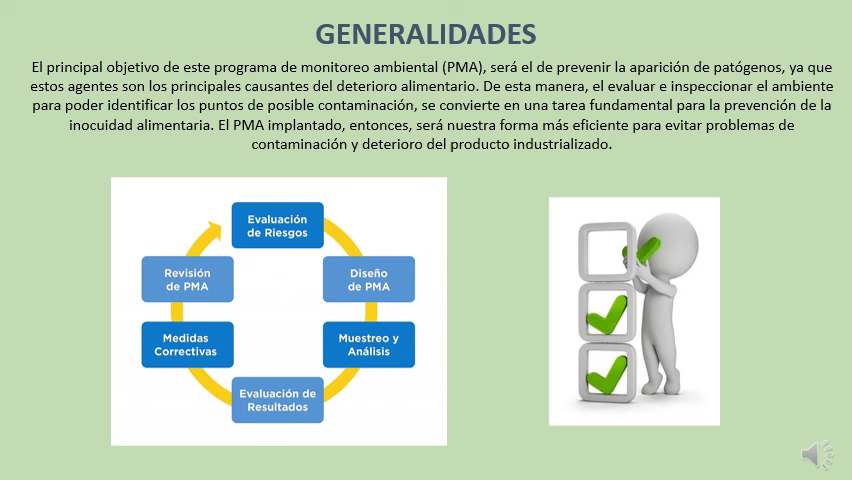 GENERALIDADES
El principal objetivo de este programa de monitoreo ambiental (PMA), será el de prevenir la aparición de patógenos, ya que
estos agentes son los principales causantes del deterioro alimentario. De esta manera, el evaluar e inspeccionar el ambiente
para poder identificar los puntos de posible contaminación, se convierte en una tarea fundamental para la prevención de la
inocuidad alimentaria. El PMA implantado, entonces, será nuestra forma más eficiente para evitar problemas de
contaminación y deterioro del producto industrializado.
Evaluación
de Riesgos
Diseño
de PMA
Muestreo y
Análisis
Evaluación de
Resultados
Medidas
Correctivas
Revisión
de PMA